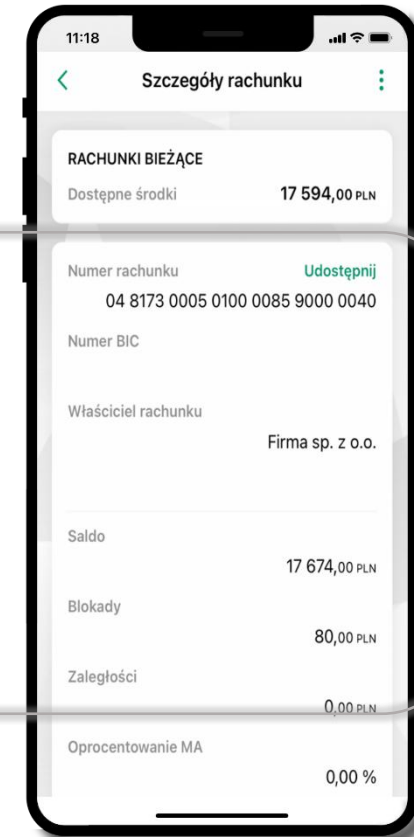 11:18
Szczegóły rachunku
RACHUNKI BIEŻĄCE
Dostępne środki 17 594,00 PLN
Numer rachunku Udostępnij
04 8173 0005 0100 0085 9000 0040
Numer BIC
Właściciel rachunku
Firma sp. z o.o.
Saldo
17 674,00 PLN
Blokady
80,00 PLN
Zaległości
0,00 PLN
Oprocentowanie MA
0,00 %